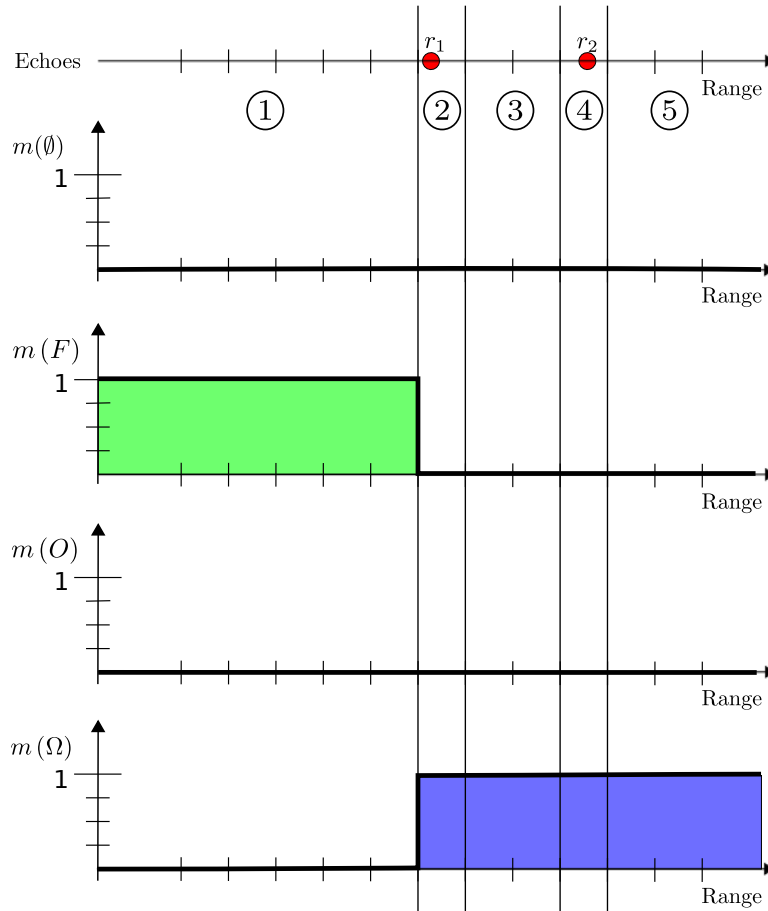 r₁ r₂
Echoes
Range
① ② ③ ④ ⑤
m(∅)
1
Range
m (F)
1
Range
m (O)
1
Range
m (Ω)
1
Range